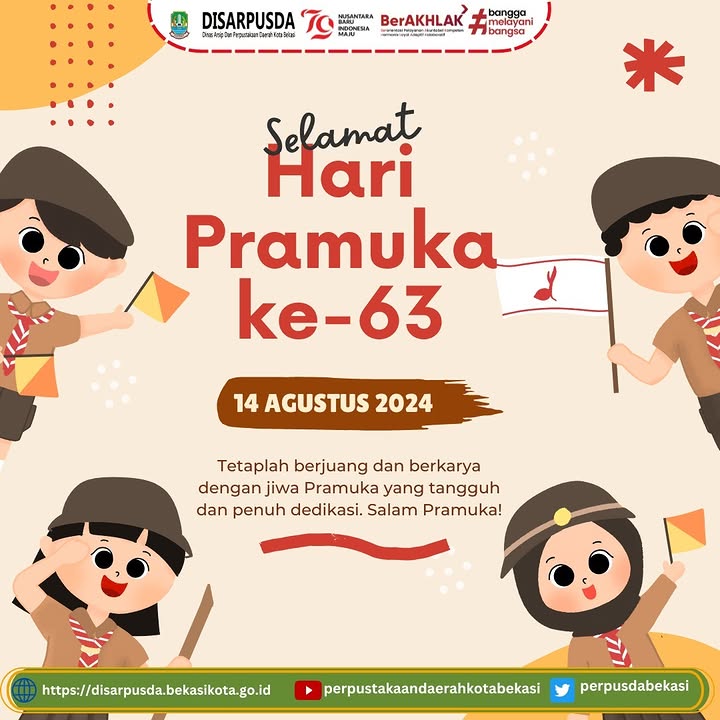 DISARPUSDA
Dinas Arsip Dan Perpustakaan Daerah Kota Bekasi
NUSANTARA
BARU
INDONESIA
MAJU
BerAKHLAK
#bangga
melayani
bangsa
Selamat
Hari
Pramuka
ke-63
14 AGUSTUS 2024
Tetaplah berjuang dan berkarya
dengan jiwa Pramuka yang tangguh
dan penuh dedikasi. Salam Pramuka!
https://disarpusda.bekasikota.go.id
perpustakaandaerahkotabekasi
perpusdabekasi